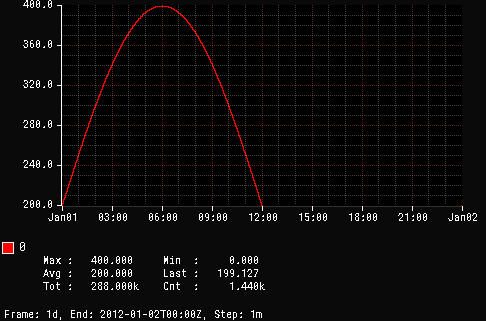 400.0
360.0
320.0
280.0
240.0
200.0
Jan01 03:00 06:00 09:00 12:00 15:00 18:00 21:00 Jan02
0
Max : 400.000 Min : 0.000
Avg : 200.000 Last : 199.127
Tot : 288.000k Cnt : 1.440k
Frame: 1d, End: 2012-01-02T00:00Z, Step: 1m